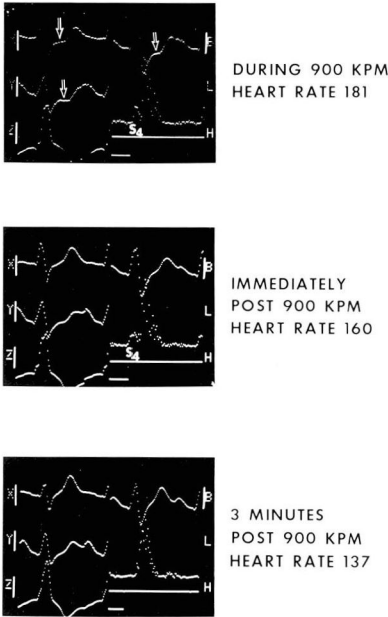 DURING 900 KPM
HEART RATE 181
Y L
S4
Z H
IMMEDIATELY
POST 900 KPM
HEART RATE 160
X B
Y L
S4
Z H
3 MINUTES
POST 900 KPM
HEART RATE 137
X B
Y L
Z H